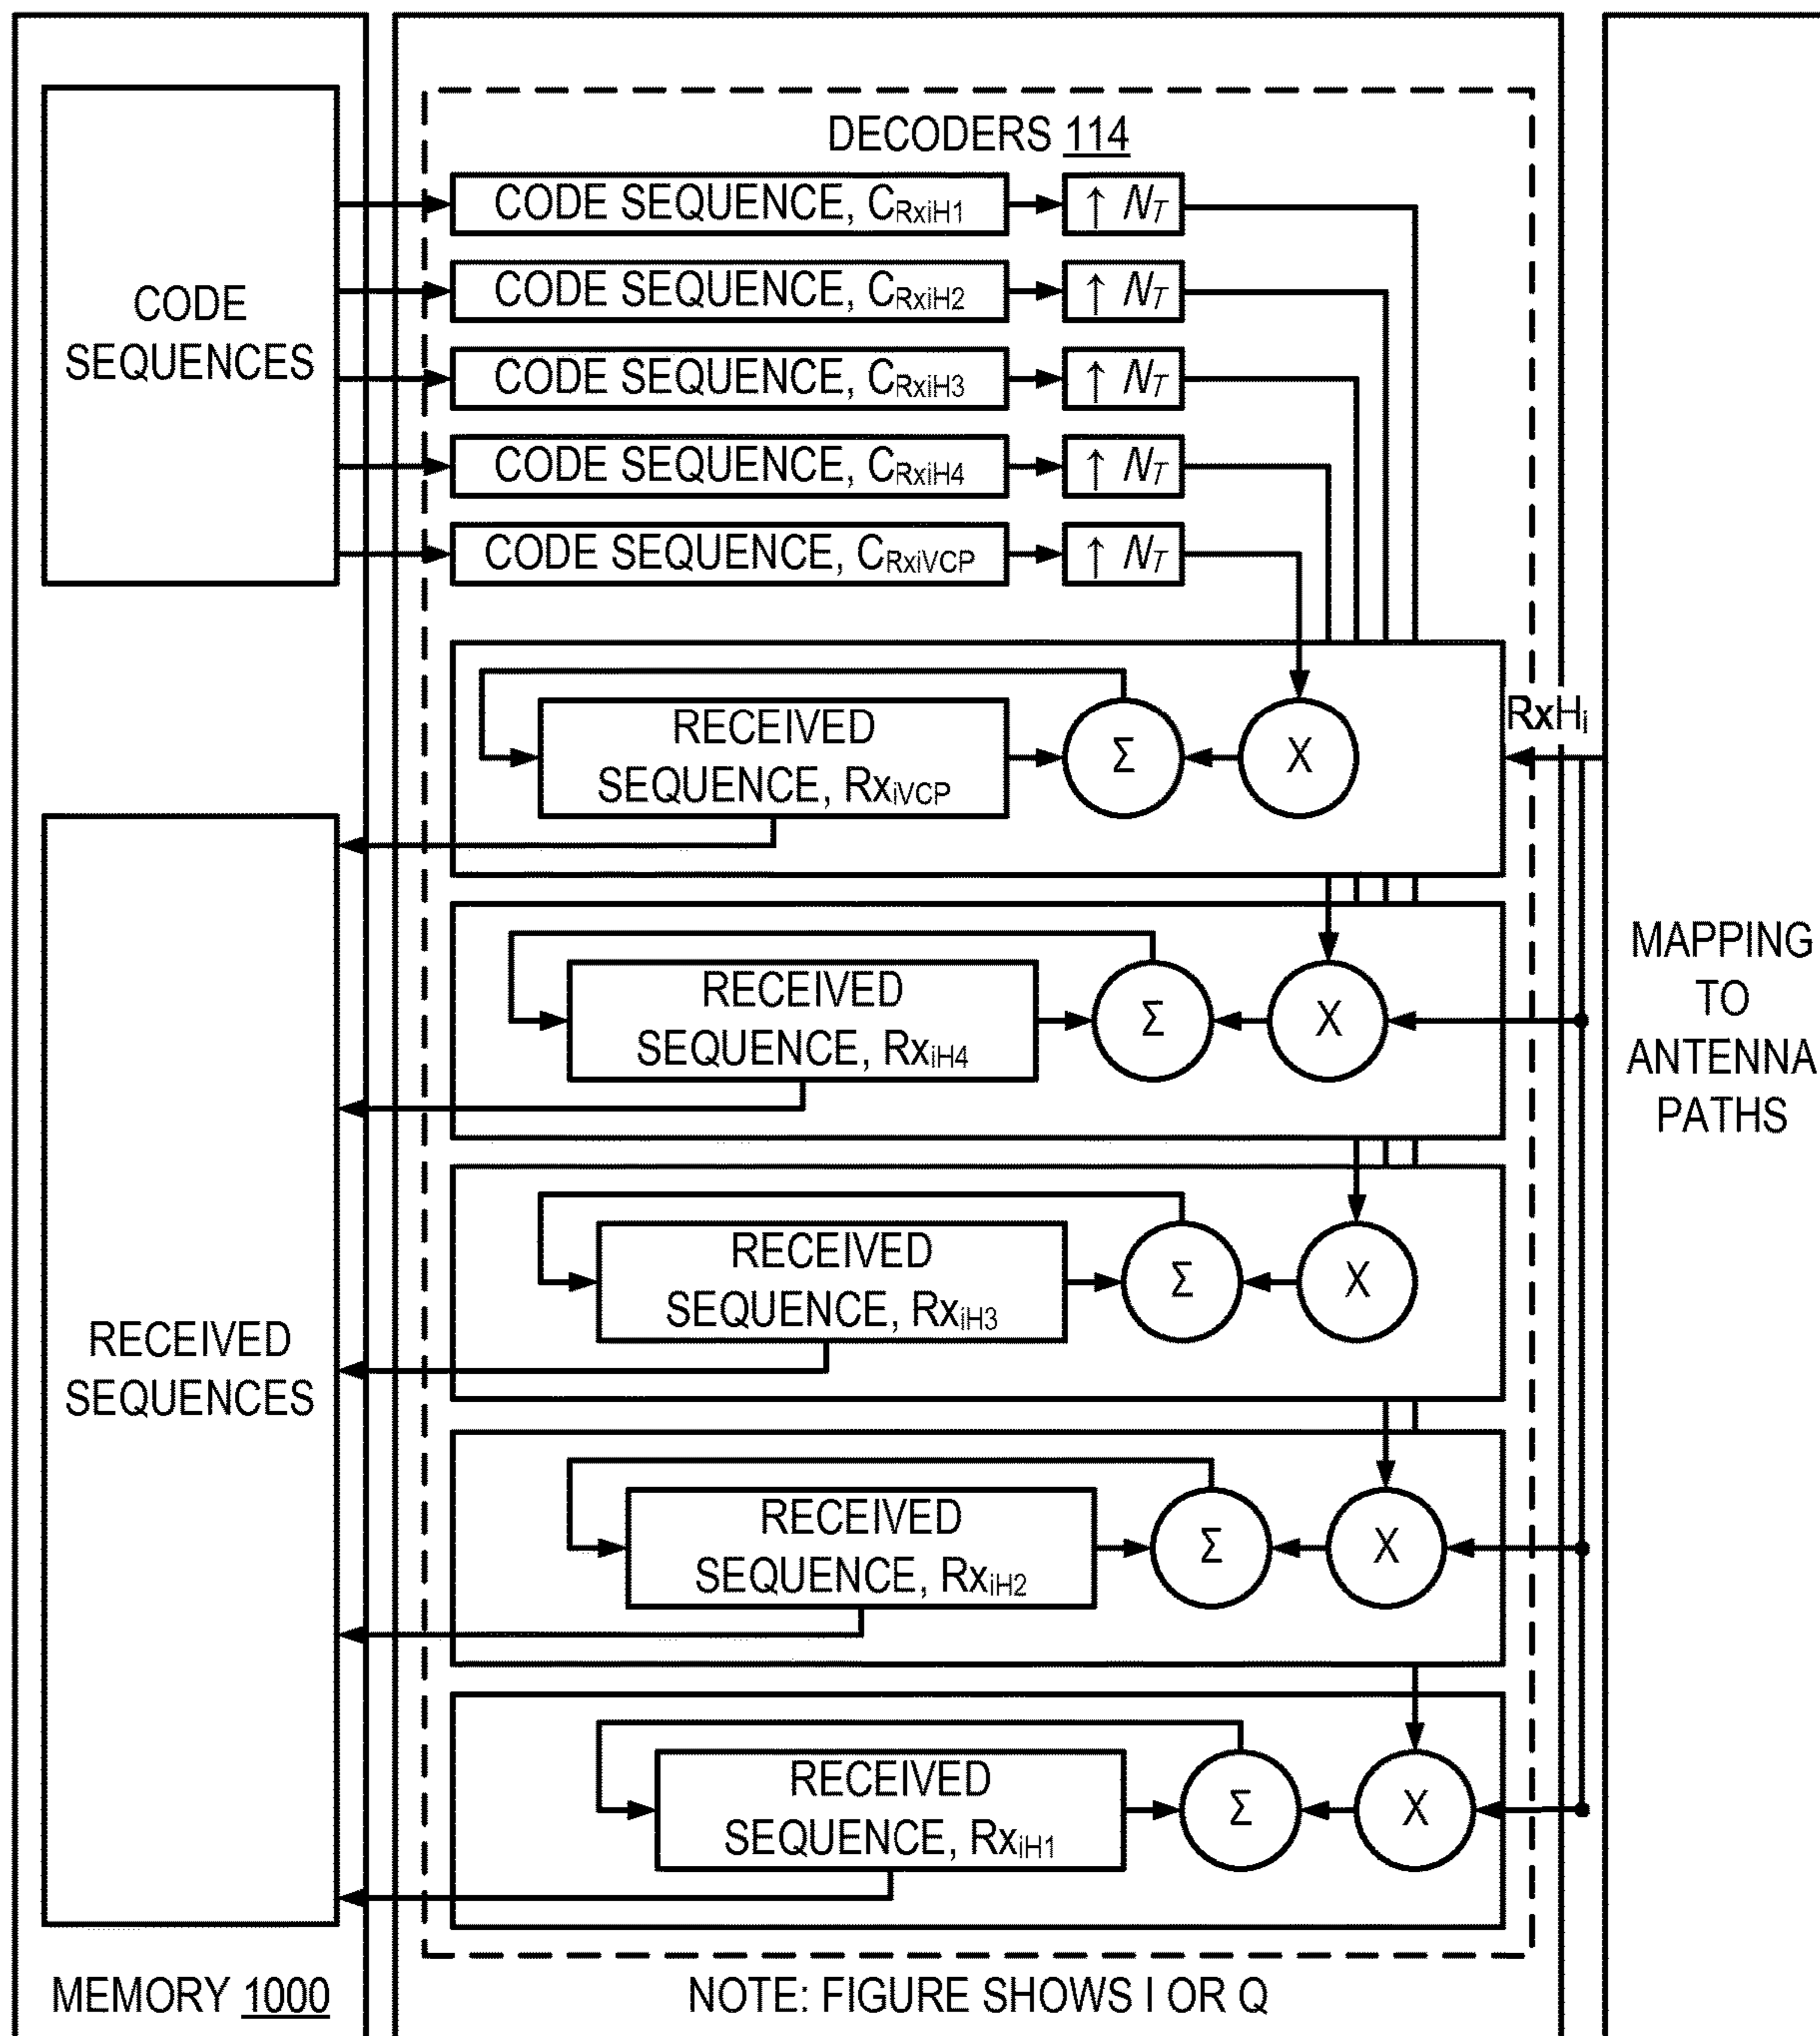 DECODERS 114
CODE SEQUENCE, CRxiH1
↑ NT
CODE SEQUENCE, CRxiH2
↑ NT
CODE SEQUENCE, CRxiH3
↑ NT
CODE SEQUENCE, CRxiH4
↑ NT
CODE SEQUENCE, CRxiVCP
↑ NT
CODE
SEQUENCES
RECEIVED
SEQUENCE, RxiVCP
Σ
X
RxHi
RECEIVED
SEQUENCE, RxiH4
Σ
X
MAPPING
TO
ANTENNA
PATHS
RECEIVED
SEQUENCE, RxiH3
Σ
X
RECEIVED
SEQUENCES
RECEIVED
SEQUENCE, RxiH2
Σ
X
RECEIVED
SEQUENCE, RxiH1
Σ
X
MEMORY 1000
NOTE: FIGURE SHOWS I OR Q